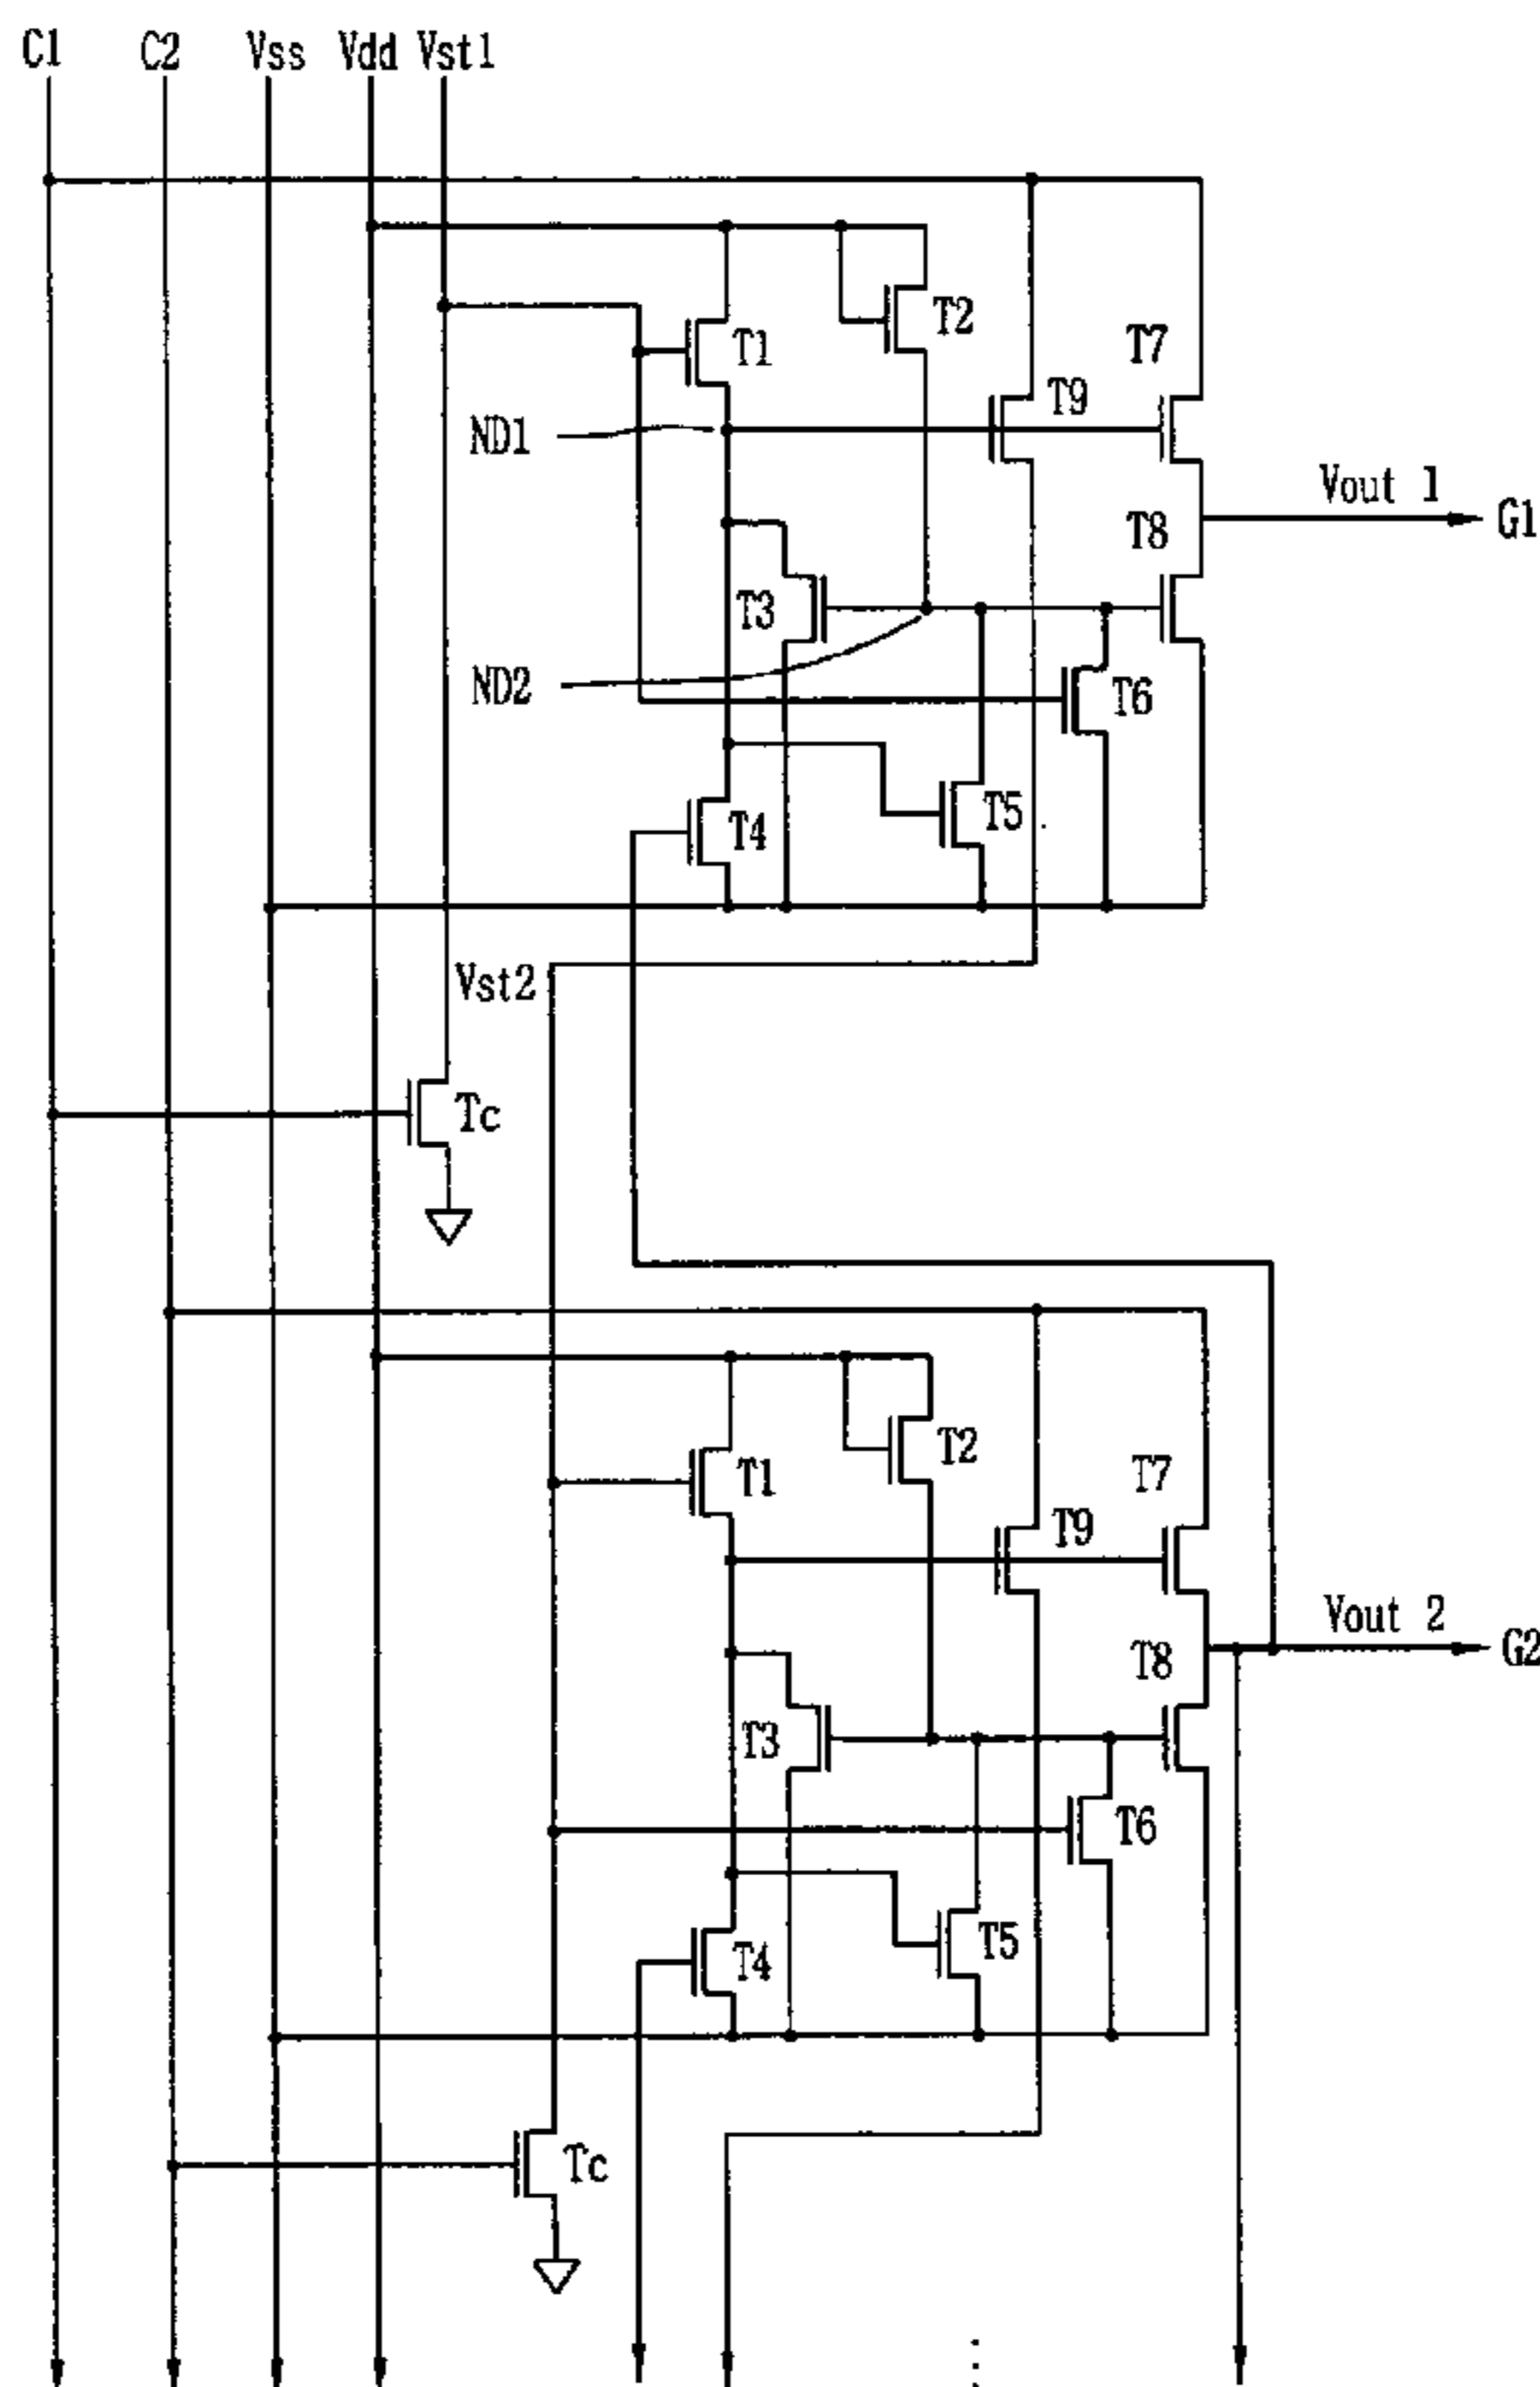 C1 C2 Vss Vdd Vst1
T2
T1
T7
T9
ND1
Vout 1
G1
T8
T3
ND2
T6
T5
T4
Vst2
Tc
T2
T1
T7
T9
Vout 2
G2
T8
T3
T6
T5
T4
Tc